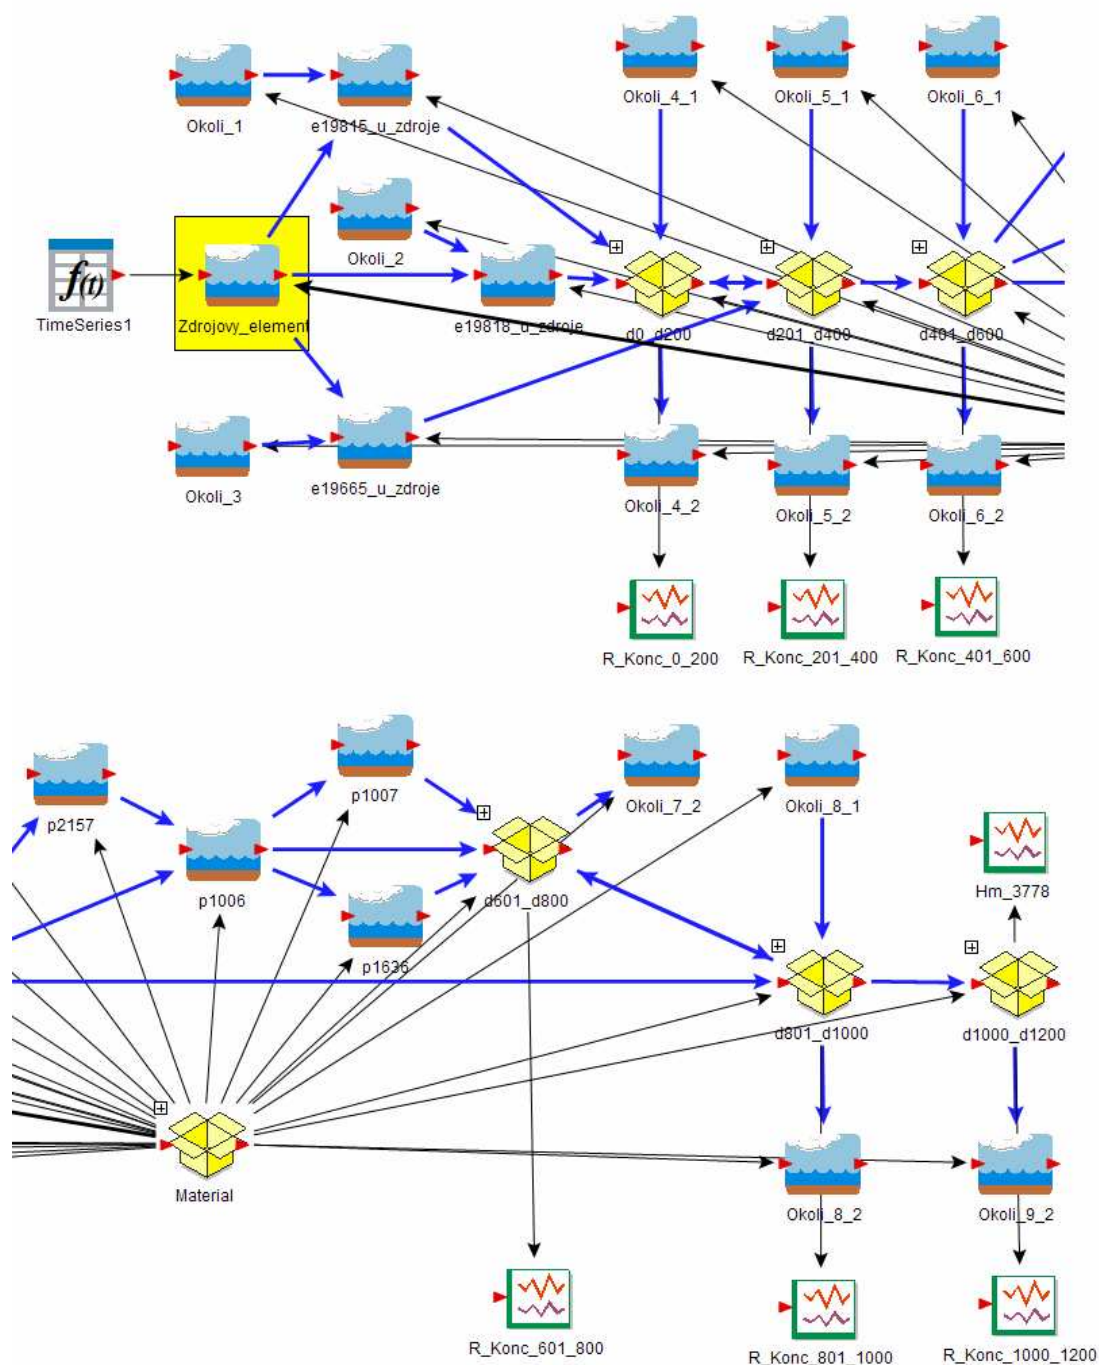 Okoli_4_1
Okoli_5_1
Okoli_6_1
Okoli_1
e19815_u_zdroje
Okoli_2
f(t)
TimeSeries1
Zdrojovy_element
e19818_u_zdroje
d0_d200
d201_d400
d401_d600
Okoli_3
e19665_u_zdroje
Okoli_4_2
Okoli_5_2
Okoli_6_2
R_Konc_0_200
R_Konc_201_400
R_Konc_401_600
p2157
p1007
Okoli_7_2
Okoli_8_1
p1006
d601_d800
Hm_3778
p1636
d801_d1000
d1000_d1200
Material
Okoli_8_2
Okoli_9_2
R_Konc_601_800
R_Konc_801_1000
R_Konc_1000_1200